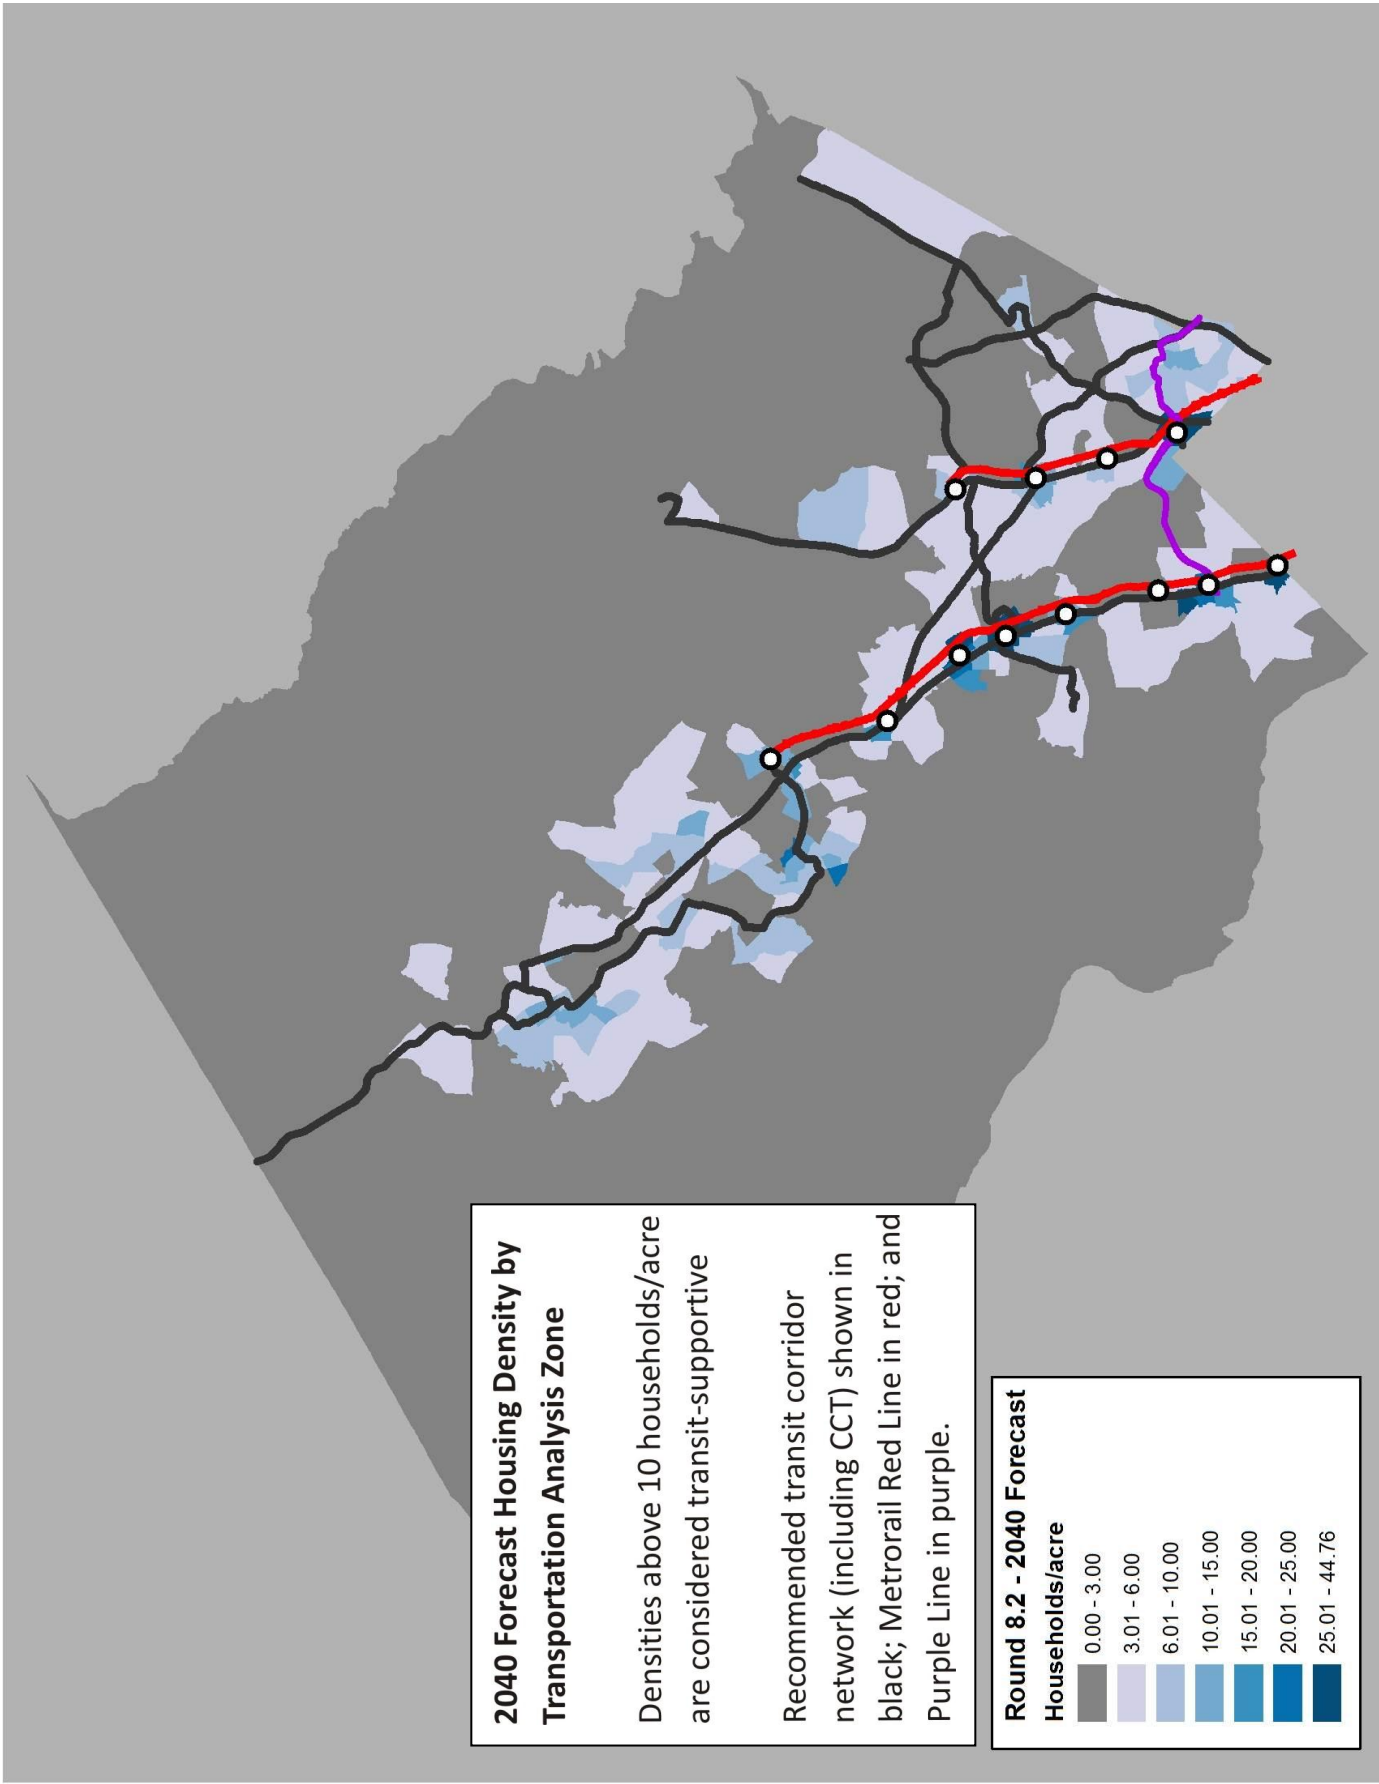 2040 Forecast Housing Density by
Transportation Analysis Zone
Densities above 10 households/acre
are considered transit-supportive
Recommended transit corridor
network (including CCT) shown in
black; Metrorail Red Line in red; and
Purple Line in purple.
Round 8.2 - 2040 Forecast
Households/acre
0.00 - 3.00
3.01 - 6.00
6.01 - 10.00
10.01 - 15.00
15.01 - 20.00
20.01 - 25.00
25.01 - 44.76